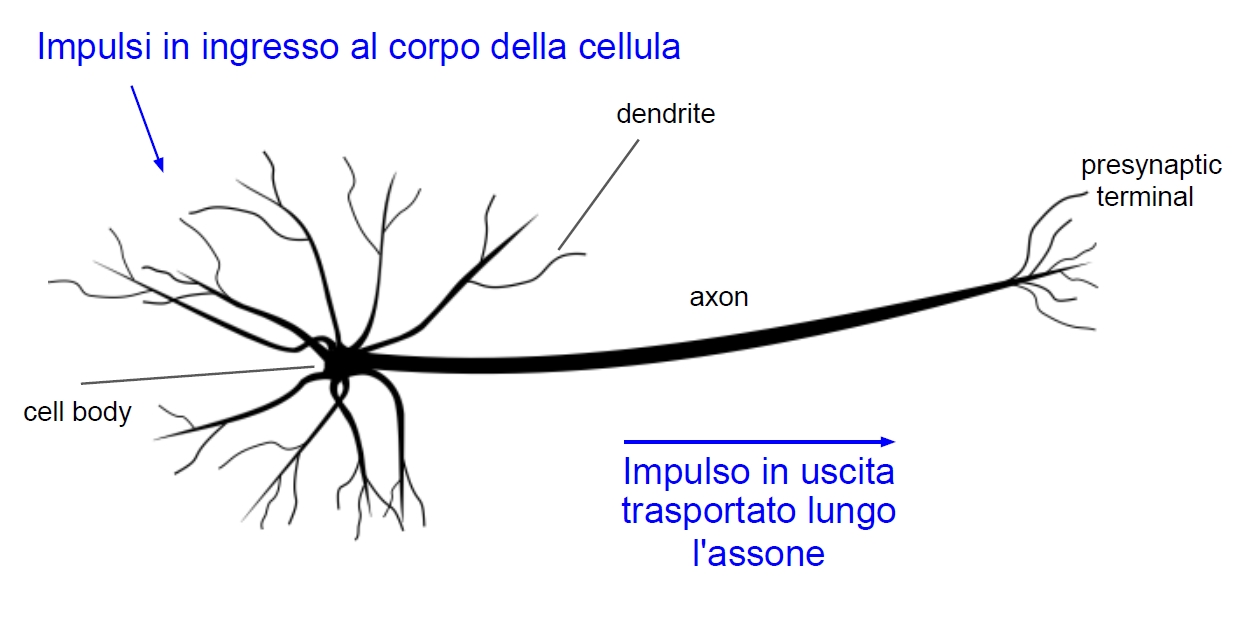 Impulsi in ingresso al corpo della cellula
dendrite
presynaptic
terminal
axon
cell body
Impulso in uscita
trasportato lungo
l'assone